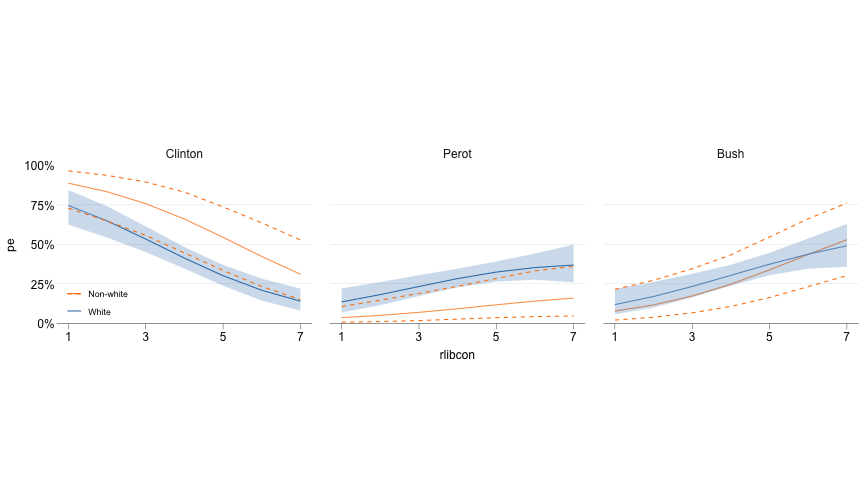 Clinton Perot Bush
100%
75%
50%
25%
0%
pe
Non-white
White
1 3 5 7 1 3 5 7 1 3 5 7
rlibcon